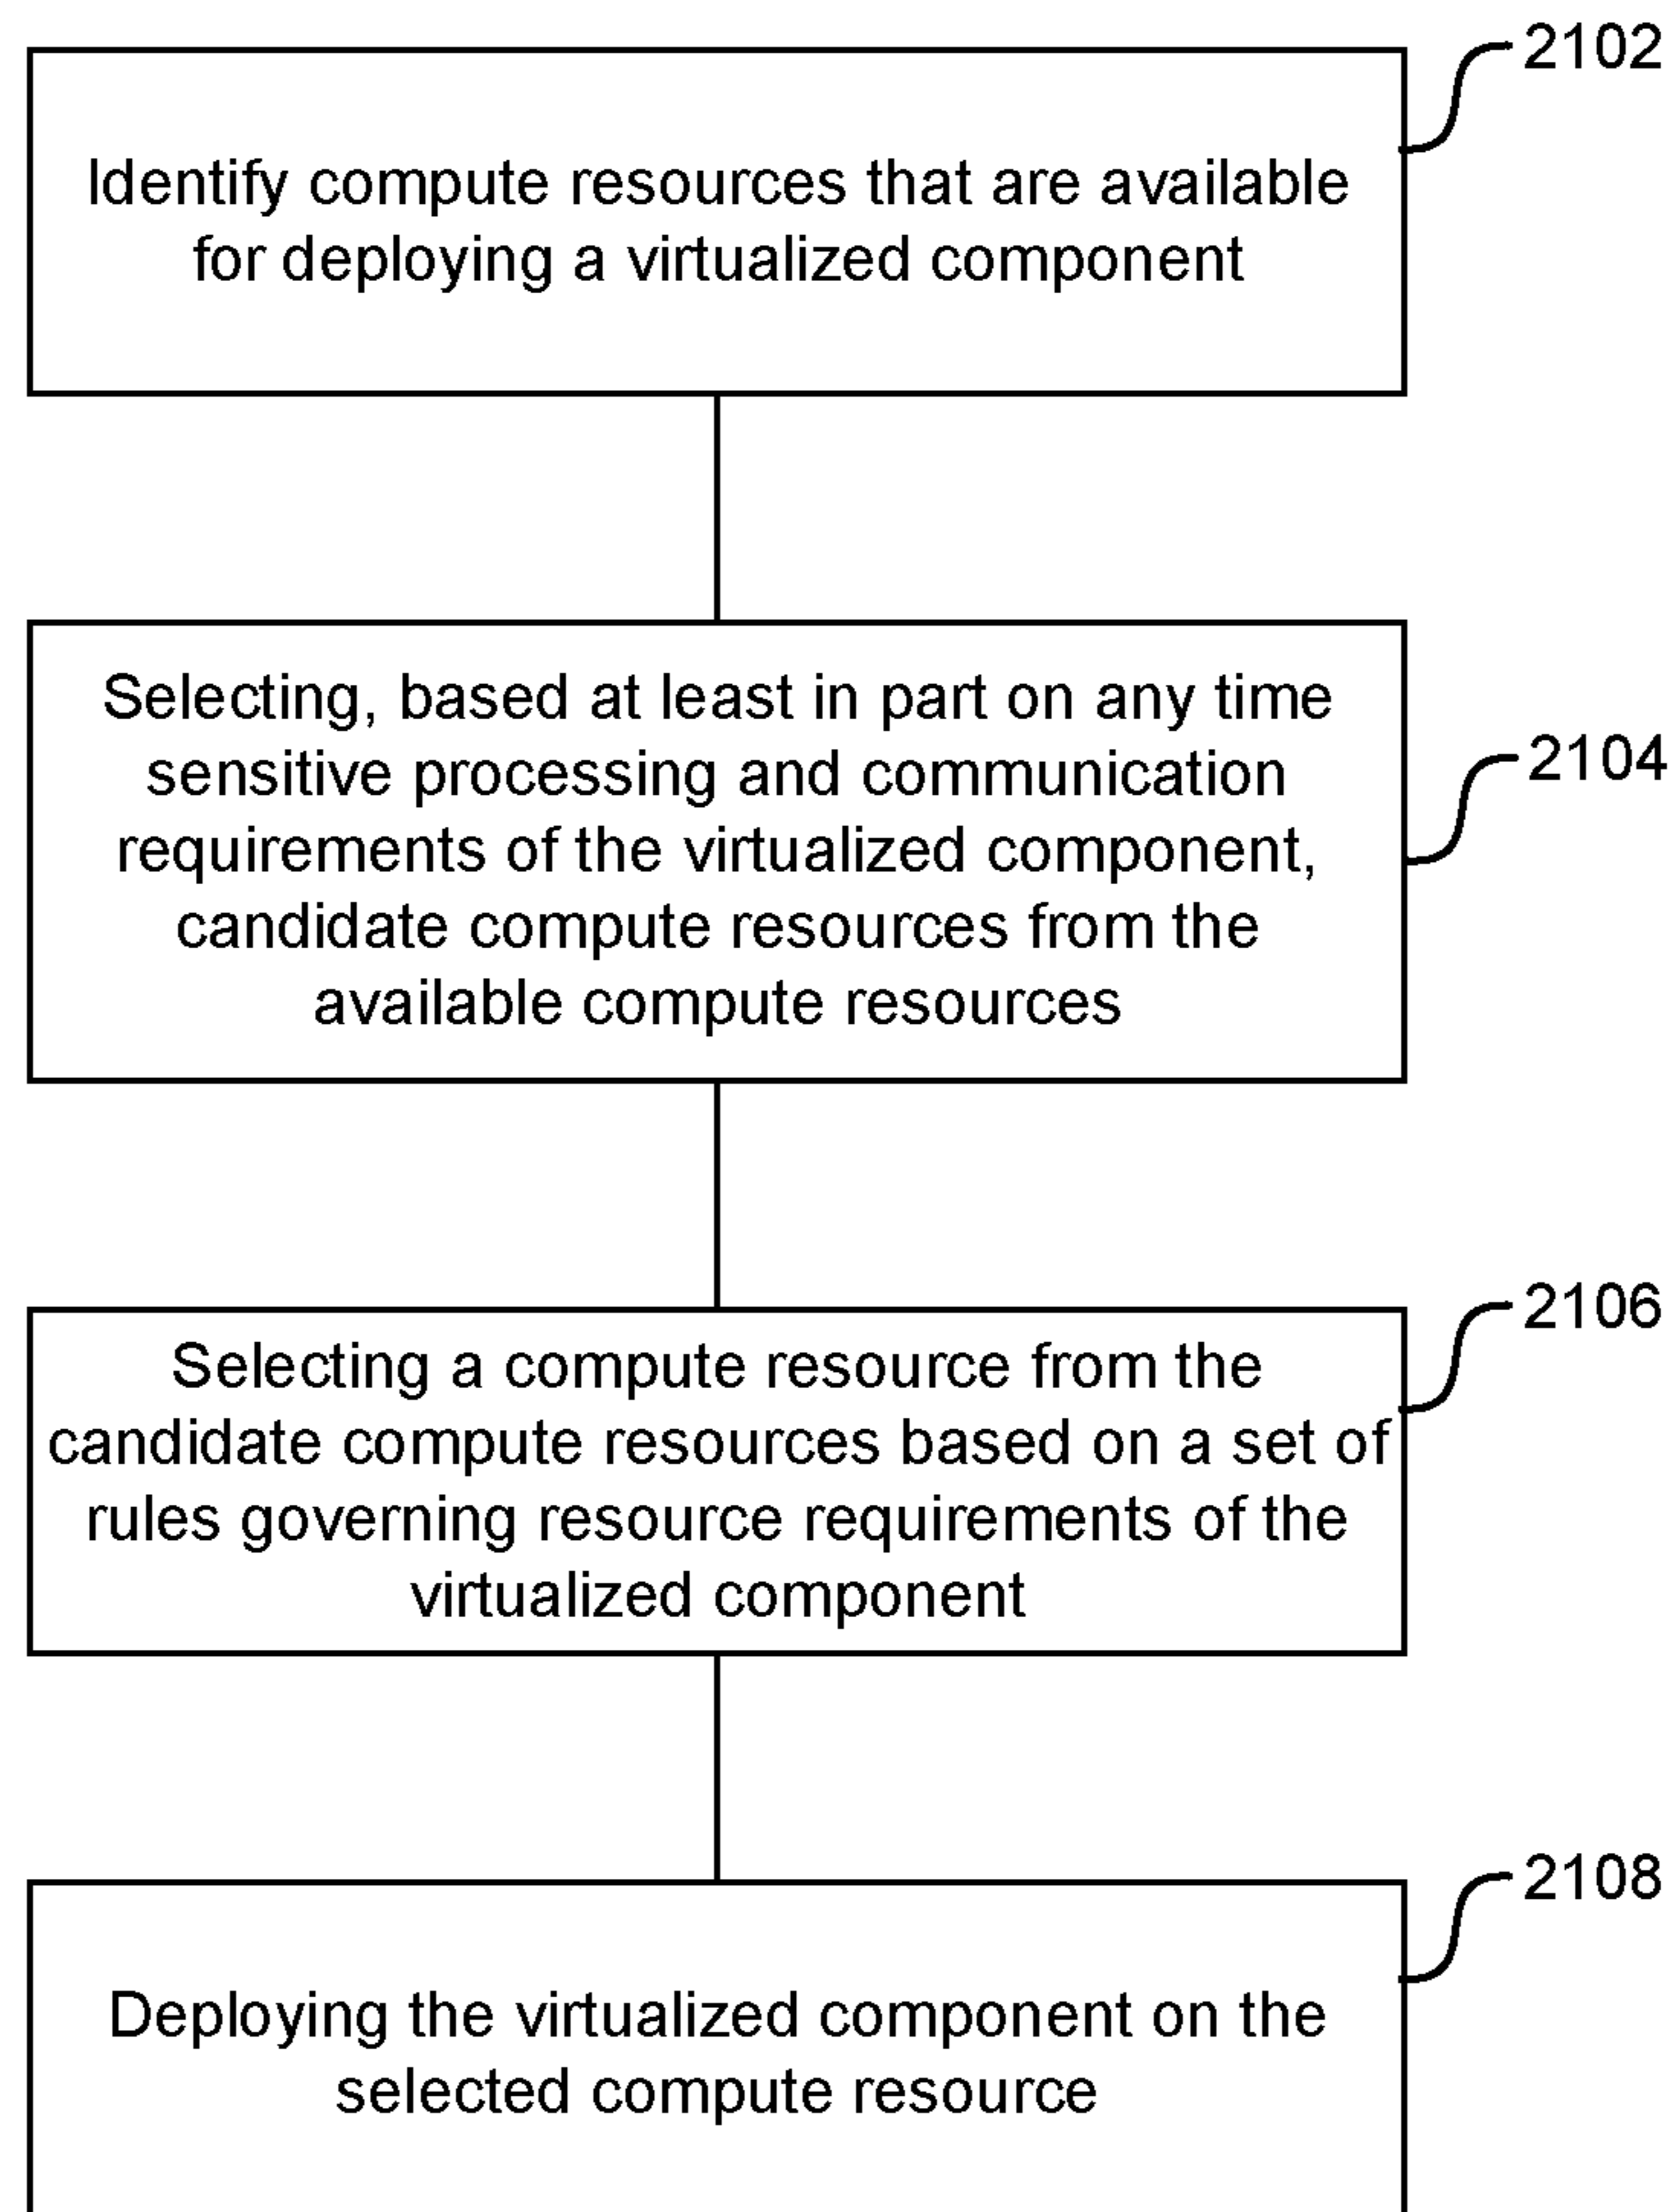 2102
Identify compute resources that are available
for deploying a virtualized component
Selecting, based at least in part on any time
sensitive processing and communication
requirements of the virtualized component,
candidate compute resources from the
available compute resources
2104
2106
Selecting a compute resource from the
candidate compute resources based on a set of
rules governing resource requirements of the
virtualized component
2108
Deploying the virtualized component on the
selected compute resource